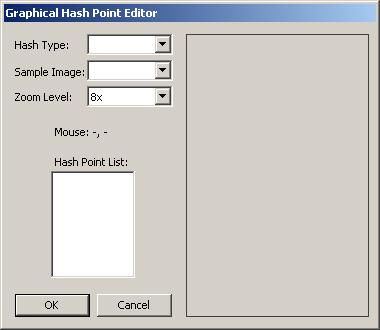 Graphical Hash Point Editor
Hash Type:
Sample Image:
Zoom Level: 8x
Mouse: -, -
Hash Point List:
OK Cancel